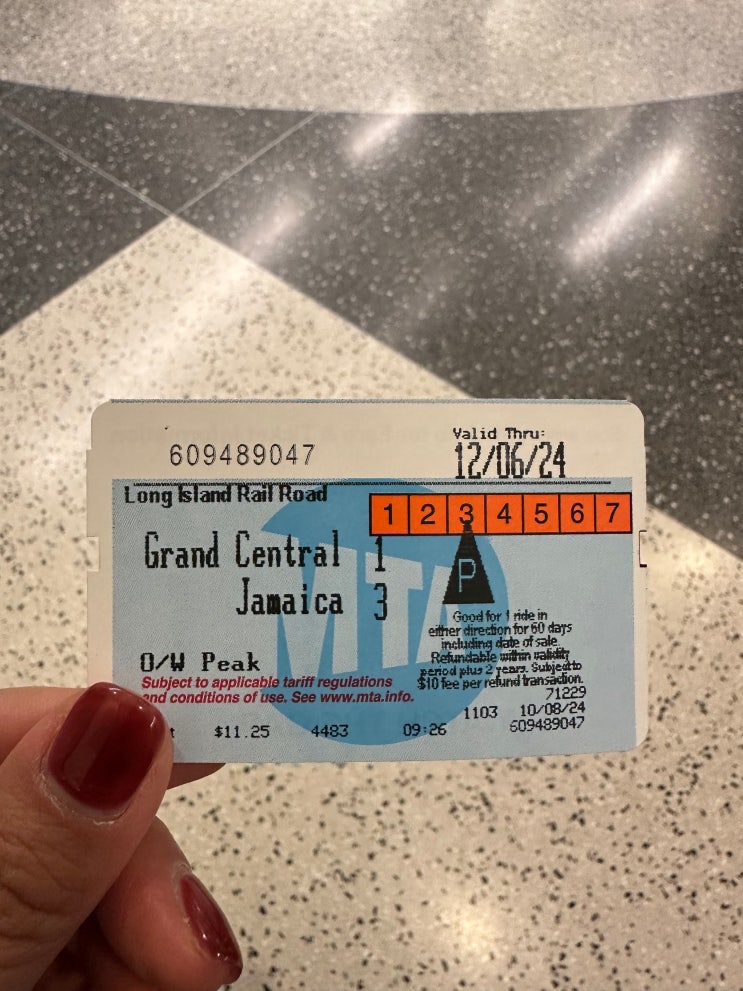 609489047
Valid Thru:
12/06/24
Long Island Rail Road
1 2 3 4 5 6 7
Grand Central 1
Jamaica 3
MTA
P
Good for 1 ride in
either direction for 60 days
including date of sale.
Refundable within validity
period plus 2 years. Subject to
$10 fee per refund transaction.
O/W Peak
Subject to applicable tariff regulations
and conditions of use. See www.mta.info.
71229
1103 10/08/24
$11.25 4483 09:26 609489047